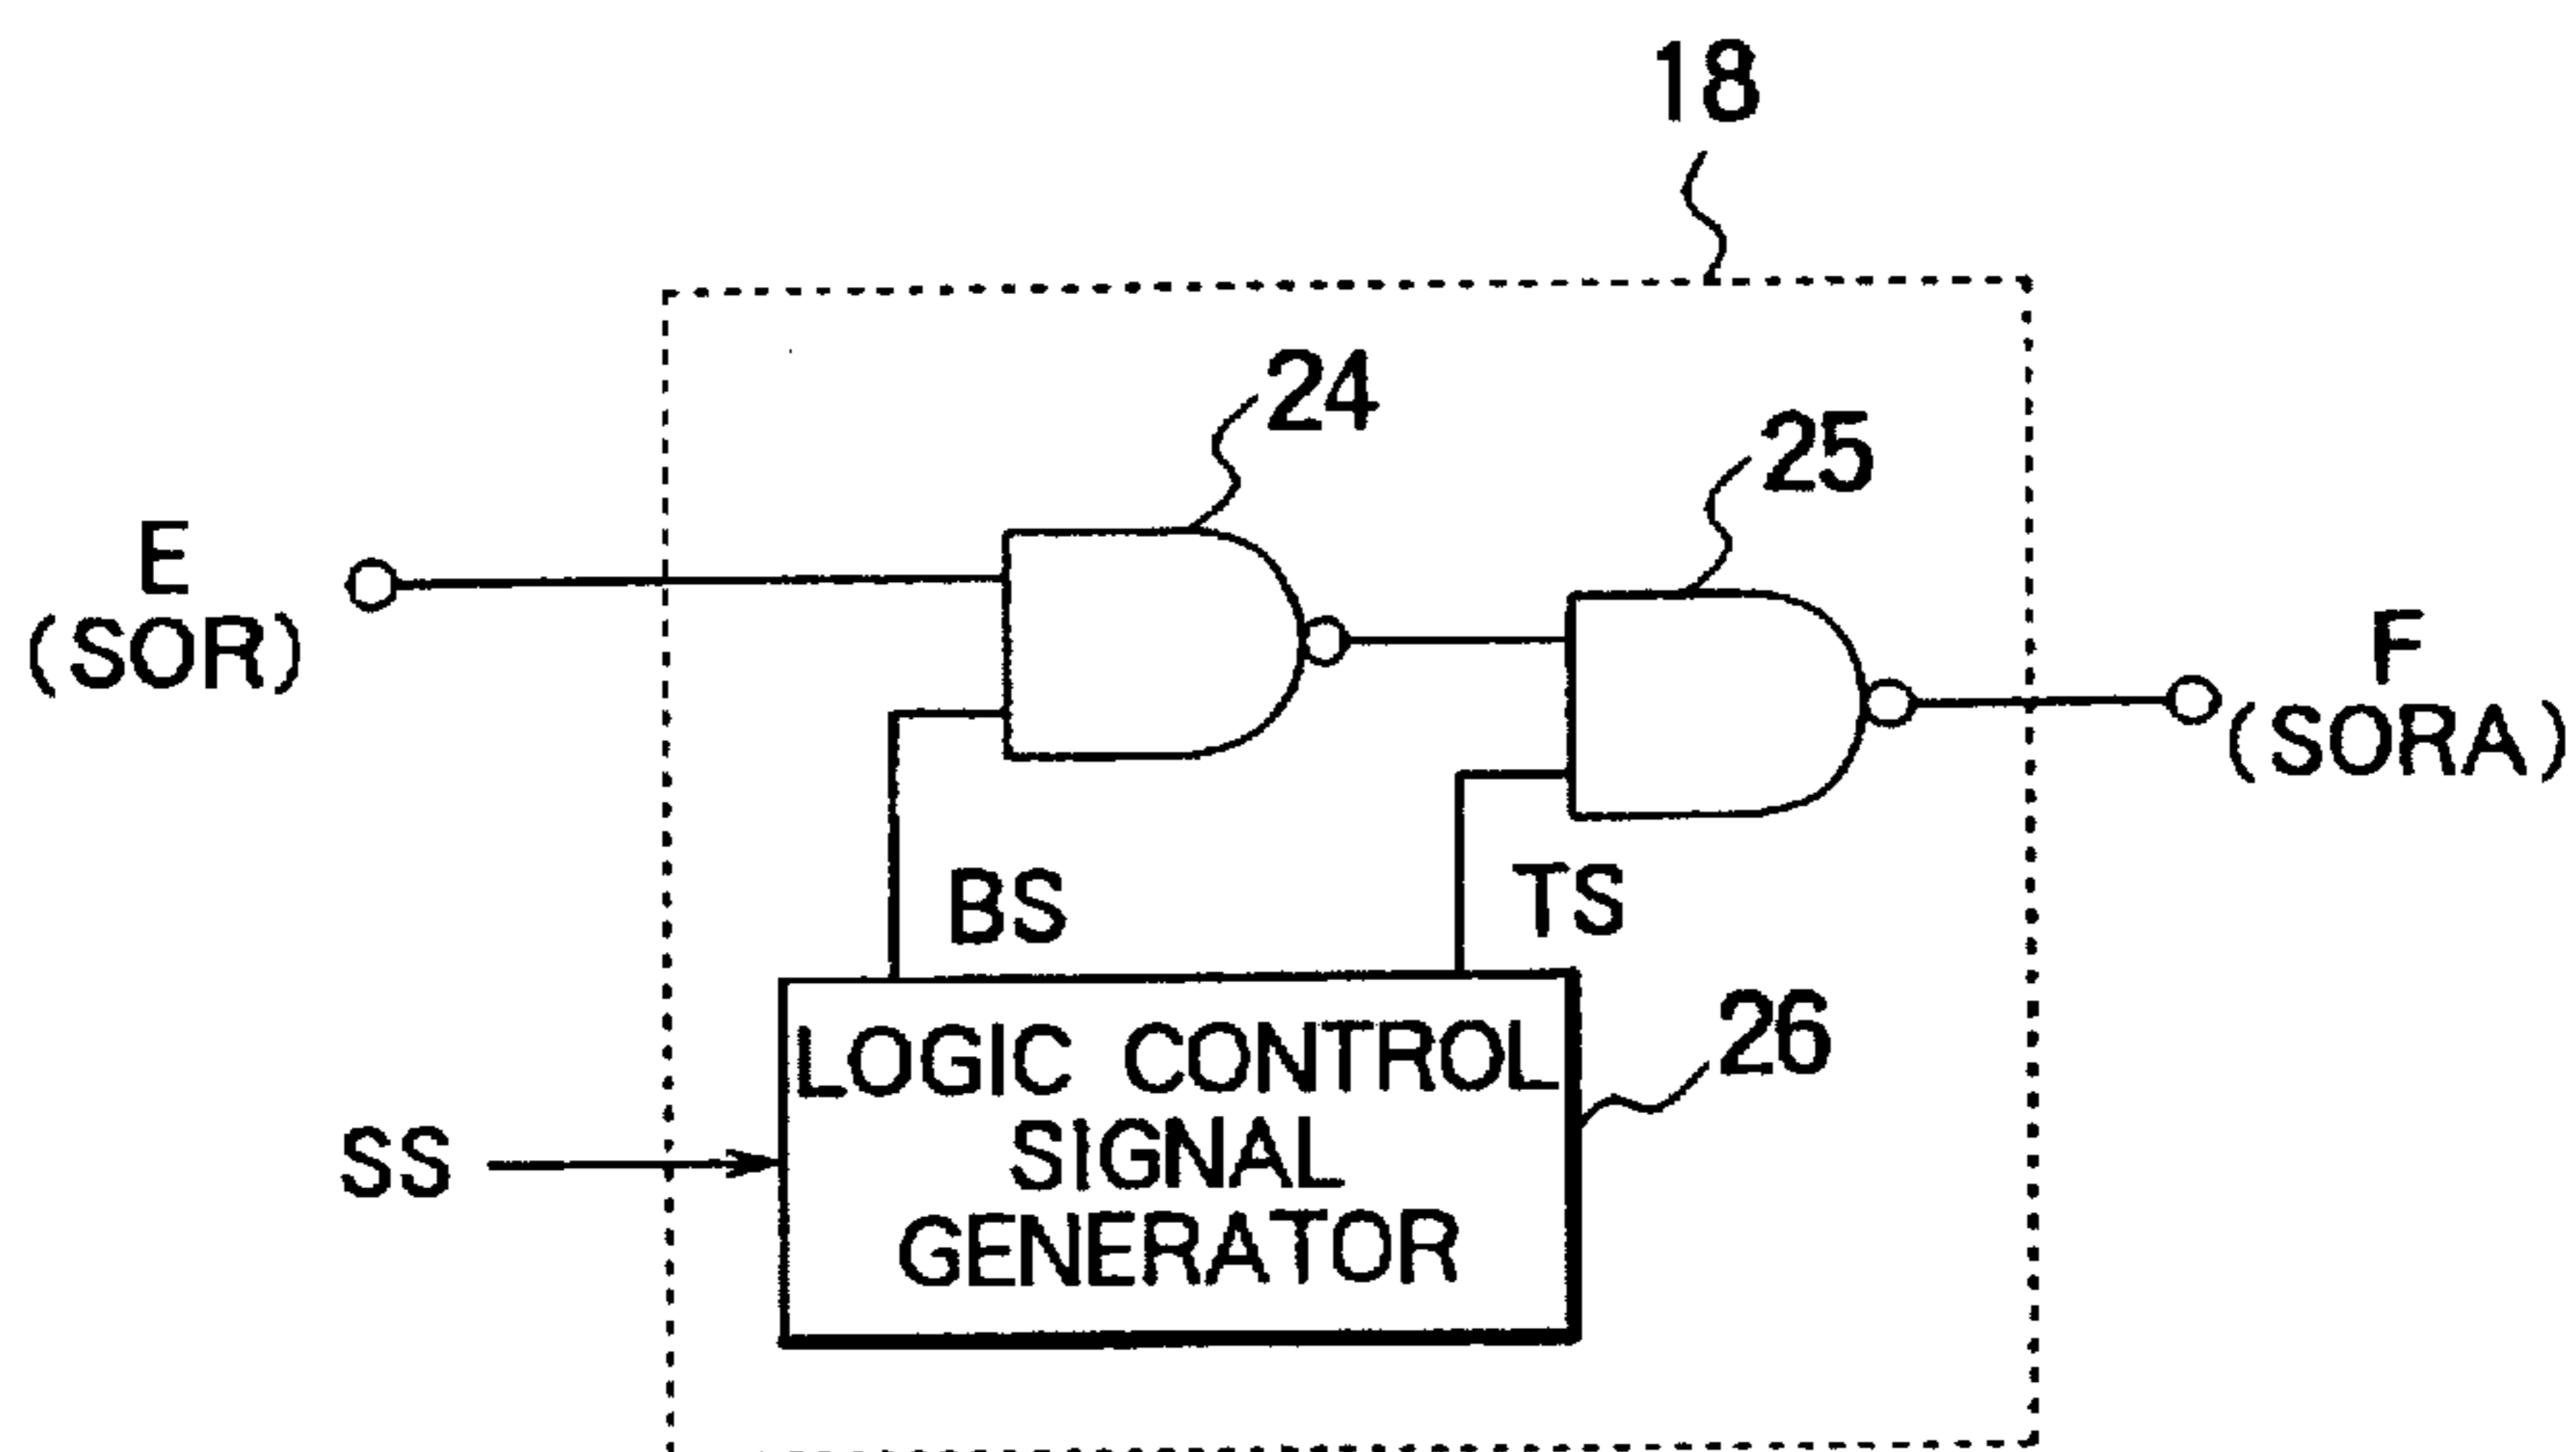 18
24
25
E
(SOR)
F
(SORA)
BS
TS
LOGIC CONTROL
SIGNAL
GENERATOR
26
SS